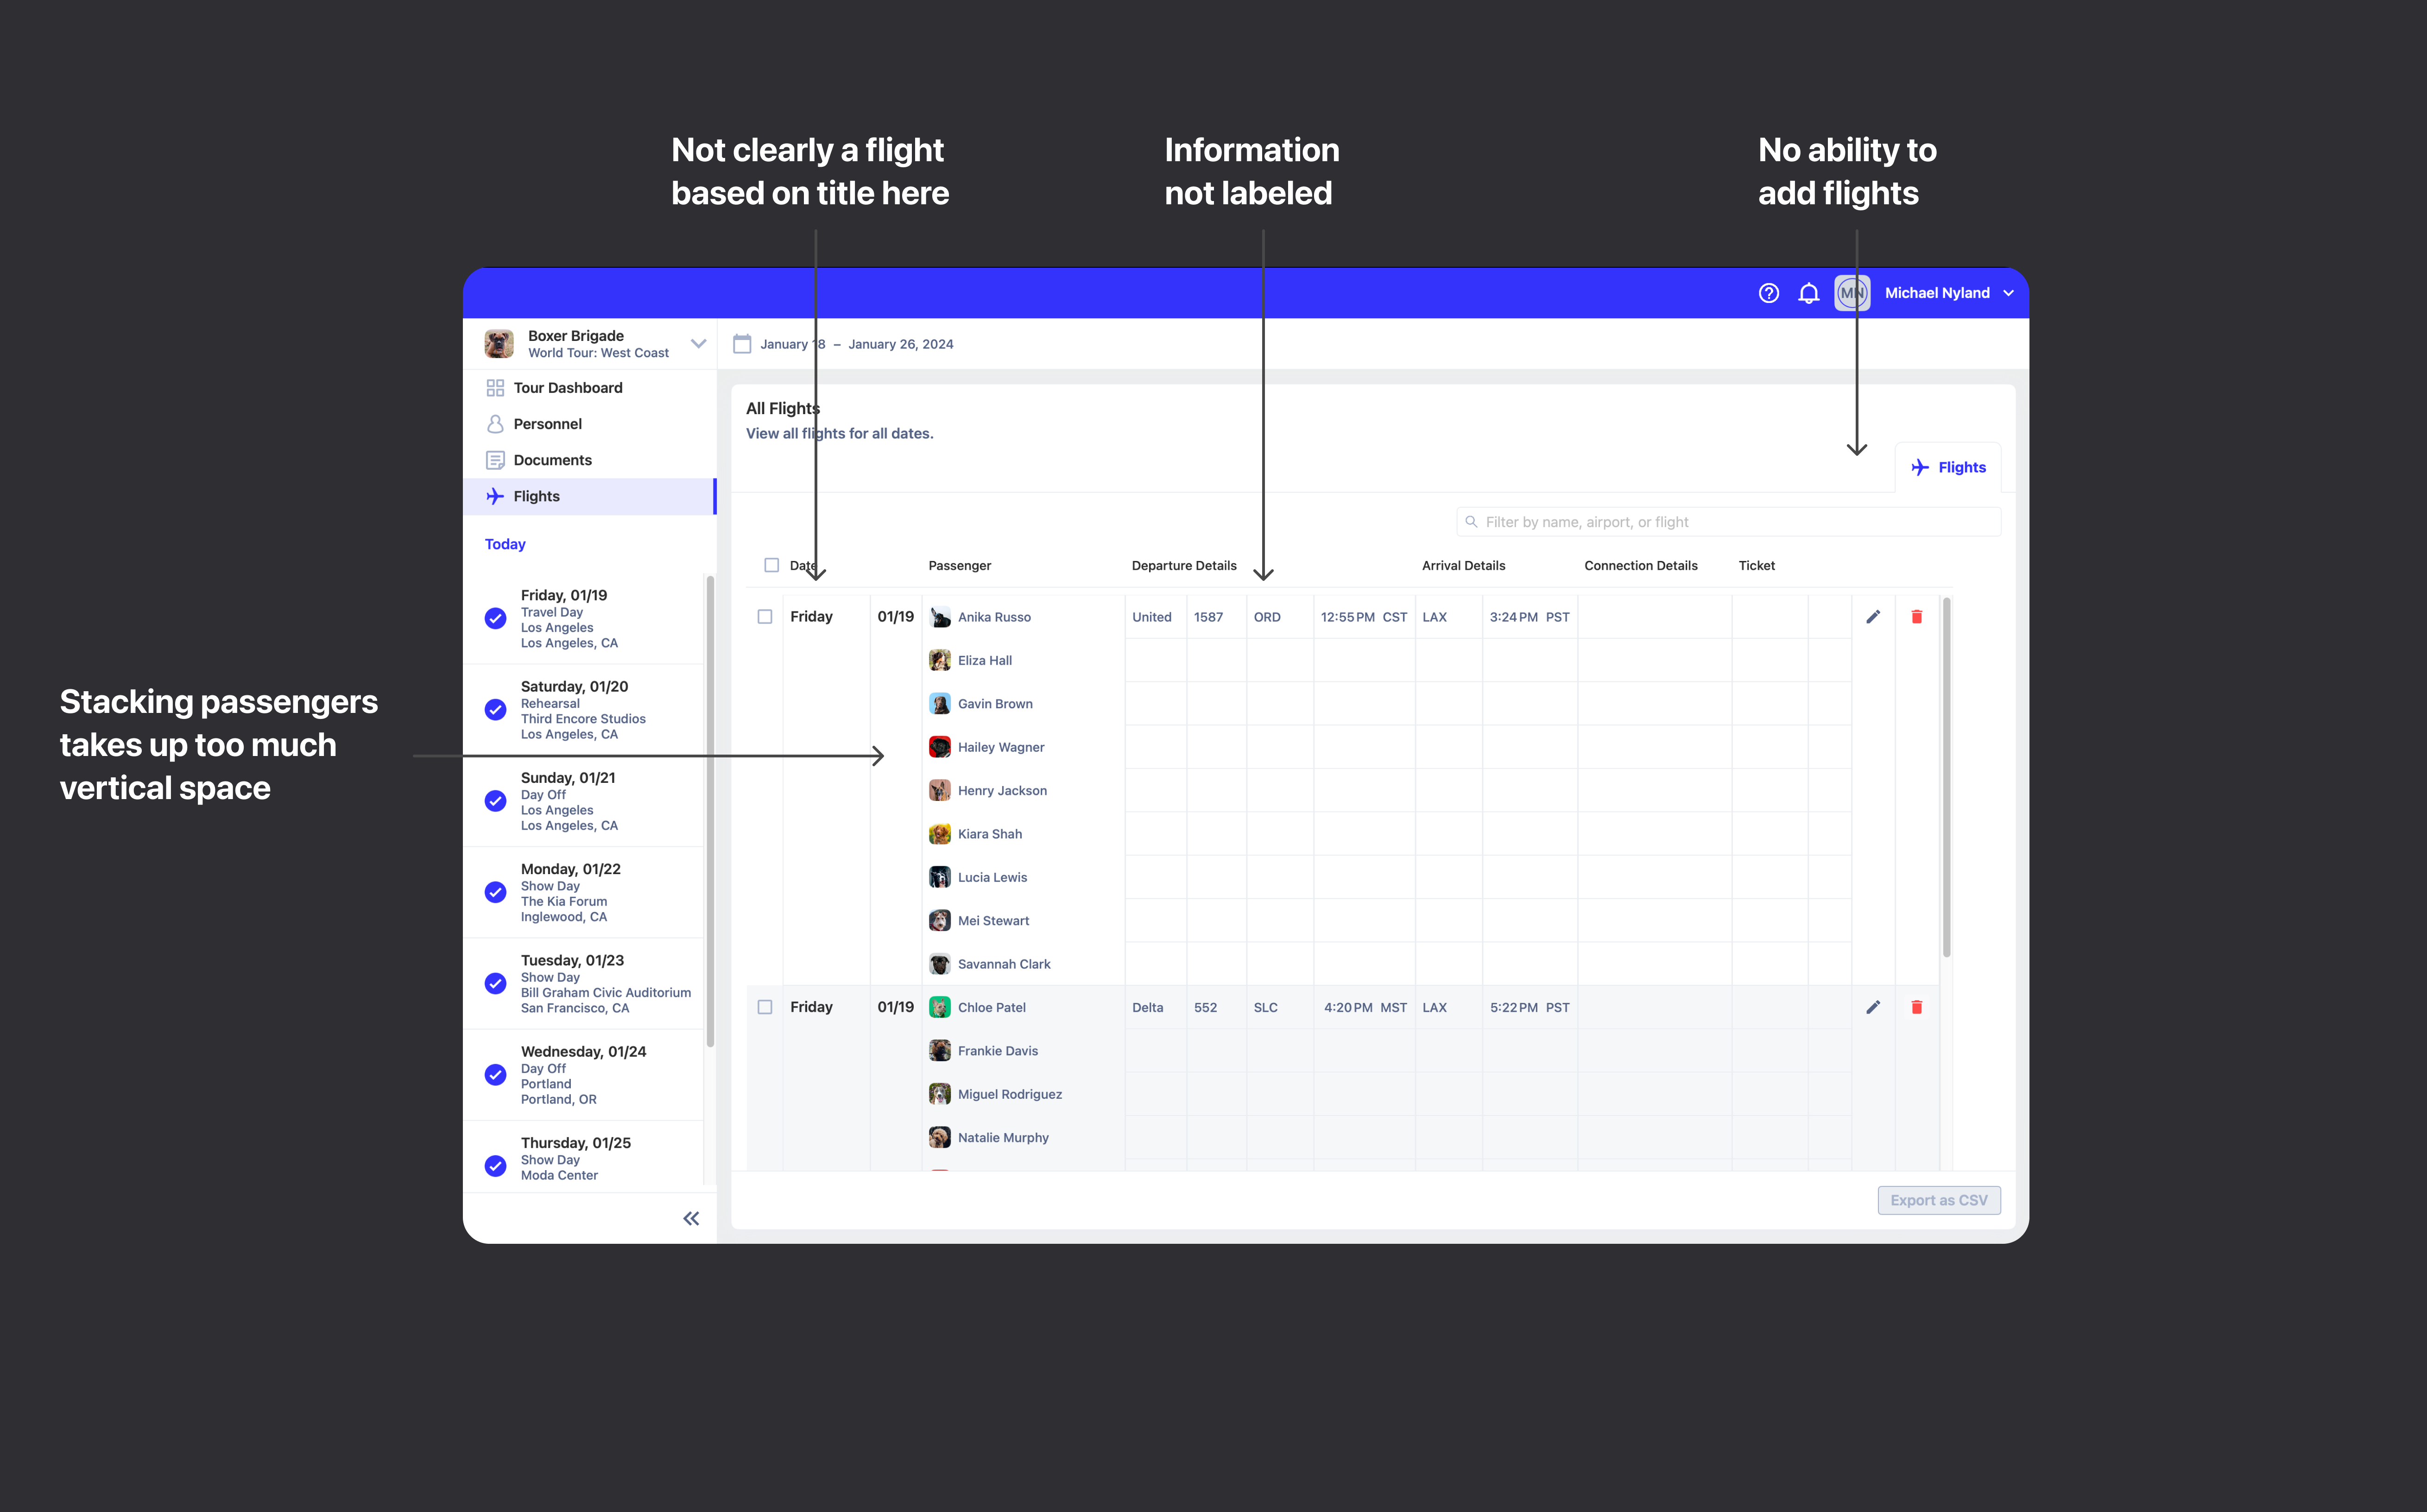 Not clearly a flight
based on title here
Information
not labeled
No ability to
add flights
Stacking passengers
takes up too much
vertical space
MN
Michael Nyland
Boxer Brigade
World Tour: West Coast
January 18 – January 26, 2024
Tour Dashboard
Personnel
Documents
Flights
Today
Friday, 01/19
Travel Day
Los Angeles
Los Angeles, CA
Saturday, 01/20
Rehearsal
Third Encore Studios
Los Angeles, CA
Sunday, 01/21
Day Off
Los Angeles
Los Angeles, CA
Monday, 01/22
Show Day
The Kia Forum
Inglewood, CA
Tuesday, 01/23
Show Day
Bill Graham Civic Auditorium
San Francisco, CA
Wednesday, 01/24
Day Off
Portland
Portland, OR
Thursday, 01/25
Show Day
Moda Center
All Flights
View all flights for all dates.
Flights
Filter by name, airport, or flight
Date Passenger Departure Details Arrival Details Connection Details Ticket
Friday 01/19 Anika Russo United 1587 ORD 12:55 PM CST LAX 3:24 PM PST
Eliza Hall
Gavin Brown
Hailey Wagner
Henry Jackson
Kiara Shah
Lucia Lewis
Mei Stewart
Savannah Clark
Friday 01/19 Chloe Patel Delta 552 SLC 4:20 PM MST LAX 5:22 PM PST
Frankie Davis
Miguel Rodriguez
Natalie Murphy
Export as CSV